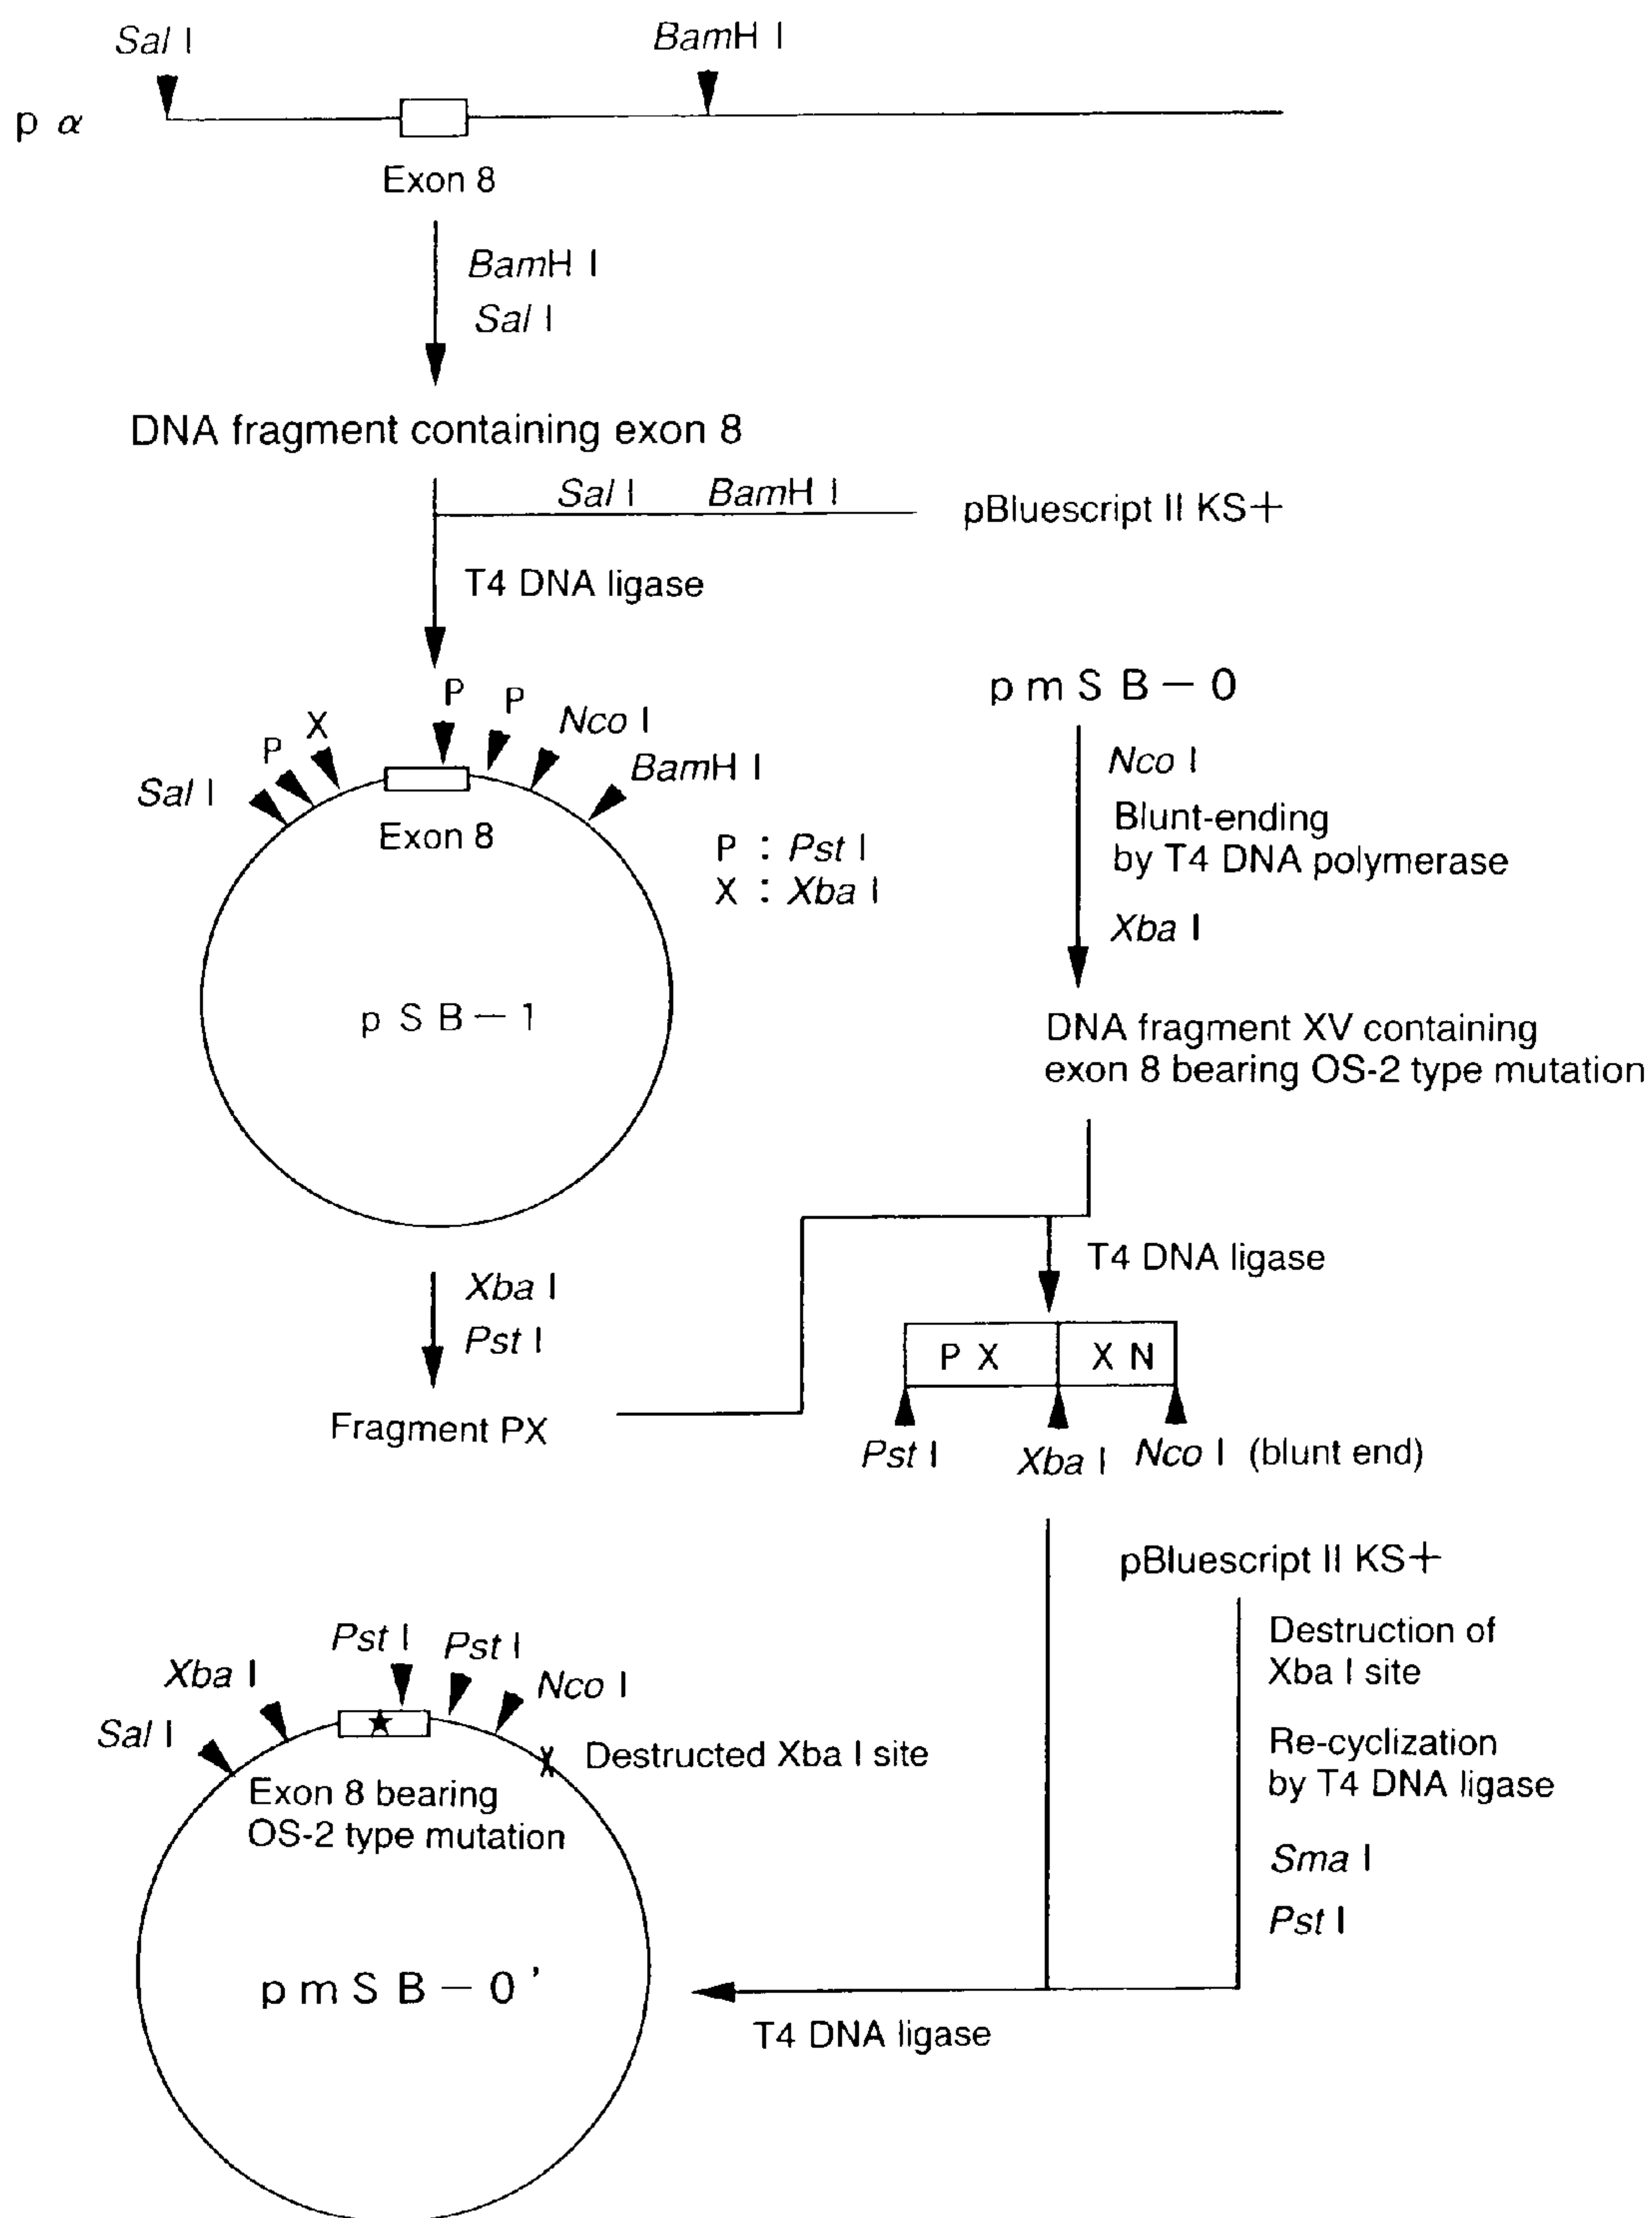 Sal I
BamH I
p α
Exon 8
BamH I
Sal I
DNA fragment containing exon 8
Sal I BamH I
pBluescript II KS+
T4 DNA ligase
P
P
Nco I
X
P
BamH I
Sal I
Exon 8
P : Pst I
X : Xba I
p S B - 1
p m S B - 0
Nco I
Blunt-ending
by T4 DNA polymerase
Xba I
DNA fragment XV containing
exon 8 bearing OS-2 type mutation
Xba I
Pst I
Fragment PX
T4 DNA ligase
P X
X N
Pst I
Xba I
Nco I (blunt end)
pBluescript II KS+
Destruction of
Xba I site
Re-cyclization
by T4 DNA ligase
Sma I
Pst I
T4 DNA ligase
Pst I
Pst I
Xba I
Nco I
Sal I
Destructed Xba I site
Exon 8 bearing
OS-2 type mutation
p m S B - 0 '